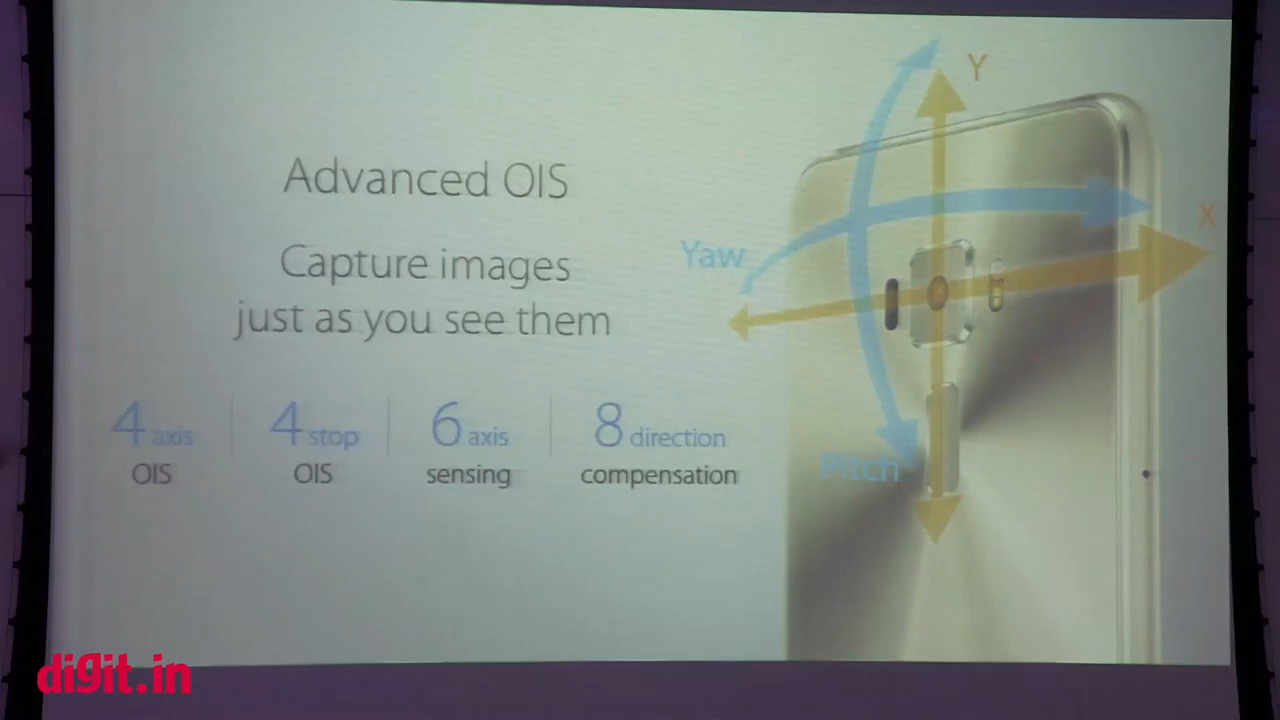 Advanced OIS
Capture images
just as you see them
4 axis
OIS
4 stop
OIS
6 axis
sensing
8 direction
compensation
Y
X
Yaw
Pitch
digit.in